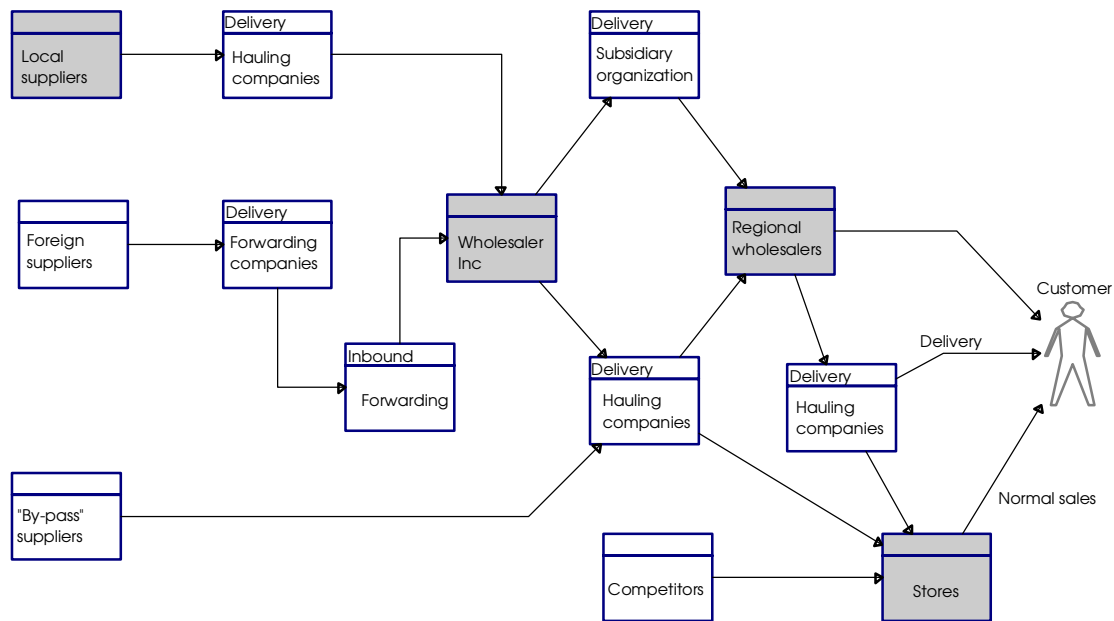 Delivery
Local
suppliers
Hauling
companies
Delivery
Subsidiary
organization
Foreign
suppliers
Delivery
Forwarding
companies
Wholesaler
Inc
Regional
wholesalers
Customer
Inbound
Forwarding
Delivery
Hauling
companies
Delivery
Delivery
Hauling
companies
"By-pass"
suppliers
Normal sales
Competitors
Stores